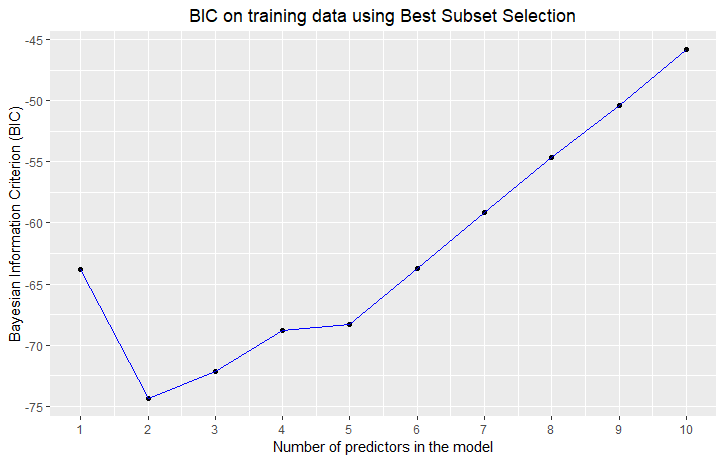 BIC on training data using Best Subset Selection
Bayesian Information Criterion (BIC)
-45
-50
-55
-60
-65
-70
-75
1 2 3 4 5 6 7 8 9 10
Number of predictors in the model